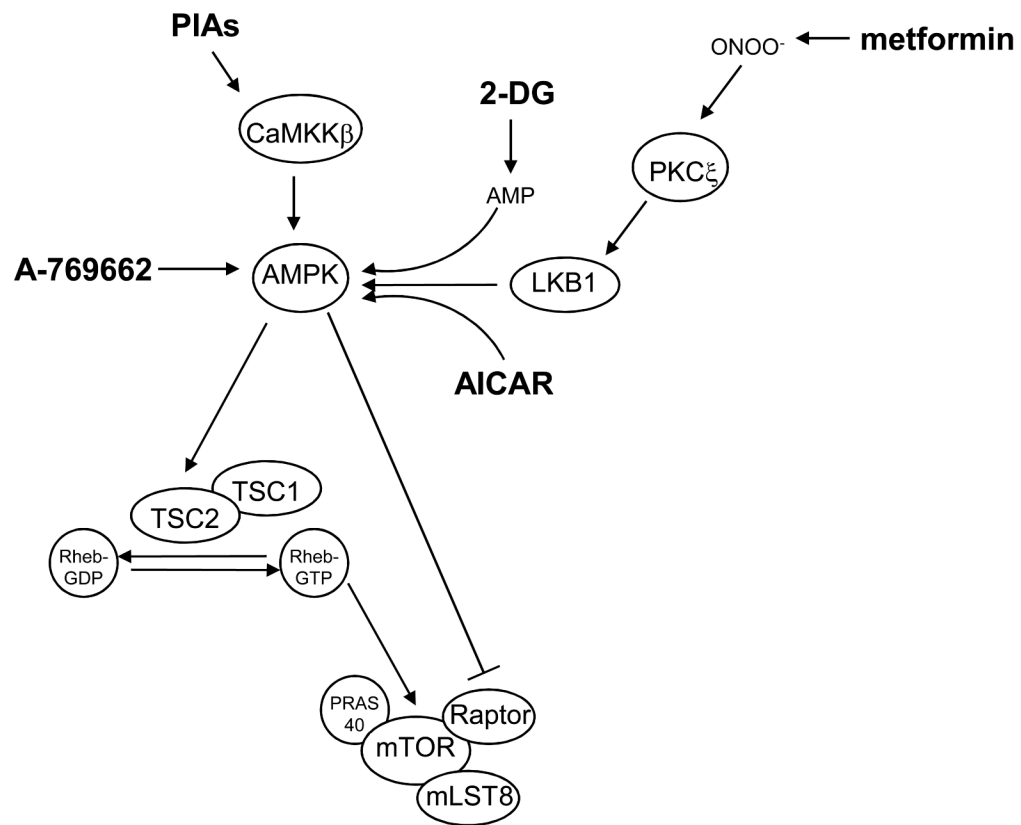 PIAs
ONOO-
metformin
2-DG
CaMKKβ
PKCξ
AMP
A-769662
AMPK
LKB1
AICAR
TSC1
TSC2
Rheb-
GDP
Rheb-
GTP
PRAS
40
Raptor
mTOR
mLST8